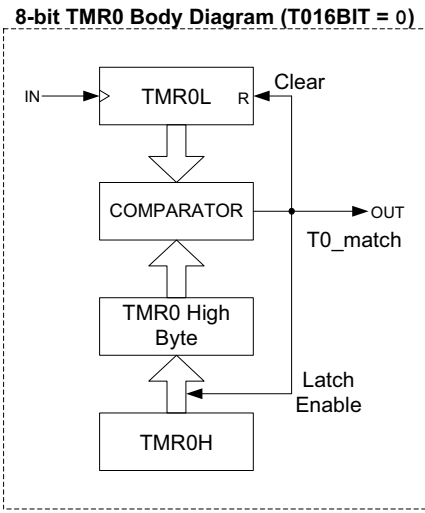 8-bit TMR0 Body Diagram (T016BIT = 0)
IN
TMR0L
R
Clear
COMPARATOR
OUT
T0_match
TMR0 High
Byte
Latch
Enable
TMR0H